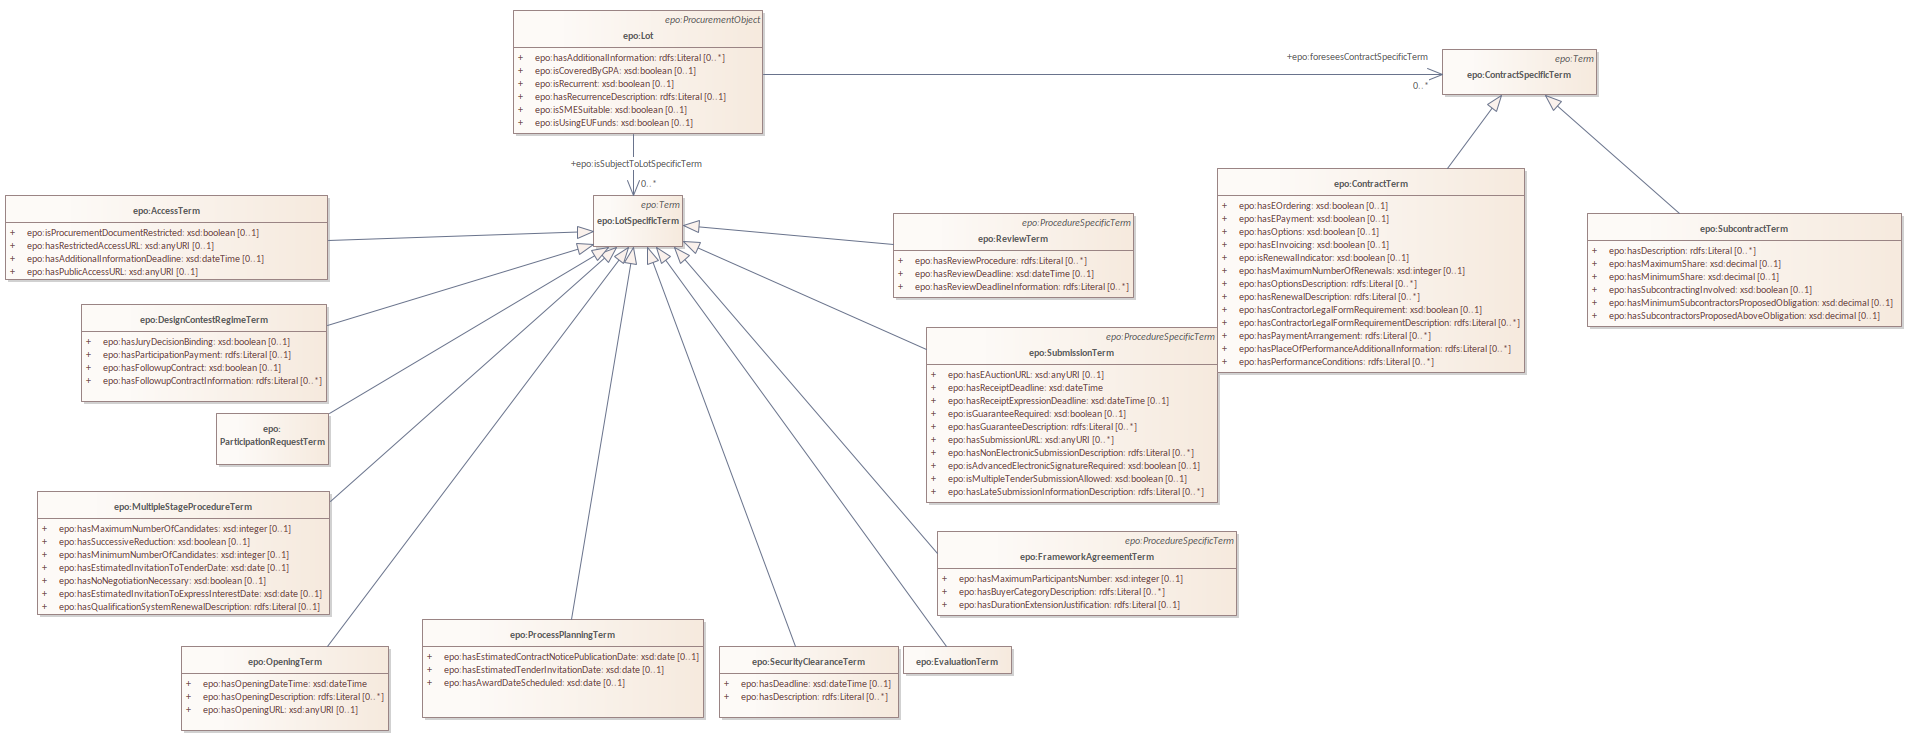 epo:ProcurementObject
epo:Lot
+ epo:hasAdditionalInformation: rdfs:Literal [0..*]
+ epo:isCoveredByGPA: xsd:boolean [0..1]
+ epo:isRecurrent: xsd:boolean [0..1]
+ epo:hasRecurrenceDescription: rdfs:Literal [0..1]
+ epo:isSMESuitable: xsd:boolean [0..1]
+ epo:isUsingEUFunds: xsd:boolean [0..1]
+epo:foreseesContractSpecificTerm
0..*
epo:Term
epo:ContractSpecificTerm
+epo:isSubjectToLotSpecificTerm
0..*
epo:Term
epo:LotSpecificTerm
epo:AccessTerm
+ epo:isProcurementDocumentRestricted: xsd:boolean [0..1]
+ epo:hasRestrictedAccessURL: xsd:anyURI [0..1]
+ epo:hasAdditionalInformationDeadline: xsd:dateTime [0..1]
+ epo:hasPublicAccessURL: xsd:anyURI [0..1]
epo:ProcedureSpecificTerm
epo:ReviewTerm
+ epo:hasReviewProcedure: rdfs:Literal [0..*]
+ epo:hasReviewDeadline: xsd:dateTime [0..1]
+ epo:hasReviewDeadlineInformation: rdfs:Literal [0..*]
epo:ContractTerm
+ epo:hasEOrdering: xsd:boolean [0..1]
+ epo:hasEPayment: xsd:boolean [0..1]
+ epo:hasOptions: xsd:boolean [0..1]
+ epo:hasEInvoicing: xsd:boolean [0..1]
+ epo:isRenewalIndicator: xsd:boolean [0..1]
+ epo:hasMaximumNumberOfRenewals: xsd:integer [0..1]
+ epo:hasOptionsDescription: rdfs:Literal [0..*]
+ epo:hasRenewalDescription: rdfs:Literal [0..*]
+ epo:hasContractorLegalFormRequirement: xsd:boolean [0..1]
+ epo:hasContractorLegalFormRequirementDescription: rdfs:Literal [0..*]
+ epo:hasPaymentArrangement: rdfs:Literal [0..*]
+ epo:hasPlaceOfPerformanceAdditionalInformation: rdfs:Literal [0..*]
+ epo:hasPerformanceConditions: rdfs:Literal [0..*]
epo:SubcontractTerm
+ epo:hasDescription: rdfs:Literal [0..*]
+ epo:hasMaximumShare: xsd:decimal [0..1]
+ epo:hasMinimumShare: xsd:decimal [0..1]
+ epo:hasSubcontractingInvolved: xsd:boolean [0..1]
+ epo:hasMinimumSubcontractorsProposedObligation: xsd:decimal [0..1]
+ epo:hasSubcontractorsProposedAboveObligation: xsd:decimal [0..1]
epo:DesignContestRegimeTerm
+ epo:hasJuryDecisionBinding: xsd:boolean [0..1]
+ epo:hasParticipationPayment: rdfs:Literal [0..1]
+ epo:hasFollowupContract: xsd:boolean [0..1]
+ epo:hasFollowupContractInformation: rdfs:Literal [0..*]
epo:ProcedureSpecificTerm
epo:SubmissionTerm
+ epo:hasEAuctionURL: xsd:anyURI [0..1]
+ epo:hasReceiptDeadline: xsd:dateTime
+ epo:hasReceiptExpressionDeadline: xsd:dateTime [0..1]
+ epo:isGuaranteeRequired: xsd:boolean [0..1]
+ epo:hasGuaranteeDescription: rdfs:Literal [0..*]
+ epo:hasSubmissionURL: xsd:anyURI [0..*]
+ epo:hasNonElectronicSubmissionDescription: rdfs:Literal [0..*]
+ epo:isAdvancedElectronicSignatureRequired: xsd:boolean [0..1]
+ epo:isMultipleTenderSubmissionAllowed: xsd:boolean [0..1]
+ epo:hasLateSubmissionInformationDescription: rdfs:Literal [0..*]
epo:
ParticipationRequestTerm
epo:MultipleStageProcedureTerm
+ epo:hasMaximumNumberOfCandidates: xsd:integer [0..1]
+ epo:hasSuccessiveReduction: xsd:boolean [0..1]
+ epo:hasMinimumNumberOfCandidates: xsd:integer [0..1]
+ epo:hasEstimatedInvitationToTenderDate: xsd:date [0..1]
+ epo:hasNoNegotiationNecessary: xsd:boolean [0..1]
+ epo:hasEstimatedInvitationToExpressInterestDate: xsd:date [0..1]
+ epo:hasQualificationSystemRenewalDescription: rdfs:Literal [0..1]
epo:ProcedureSpecificTerm
epo:FrameworkAgreementTerm
+ epo:hasMaximumParticipantsNumber: xsd:integer [0..1]
+ epo:hasBuyerCategoryDescription: rdfs:Literal [0..*]
+ epo:hasDurationExtensionJustification: rdfs:Literal [0..1]
epo:OpeningTerm
+ epo:hasOpeningDateTime: xsd:dateTime
+ epo:hasOpeningDescription: rdfs:Literal [0..*]
+ epo:hasOpeningURL: xsd:anyURI [0..1]
epo:ProcessPlanningTerm
+ epo:hasEstimatedContractNoticePublicationDate: xsd:date [0..1]
+ epo:hasEstimatedTenderInvitationDate: xsd:date [0..1]
+ epo:hasAwardDateScheduled: xsd:date [0..1]
epo:SecurityClearanceTerm
+ epo:hasDeadline: xsd:dateTime [0..1]
+ epo:hasDescription: rdfs:Literal [0..*]
epo:EvaluationTerm